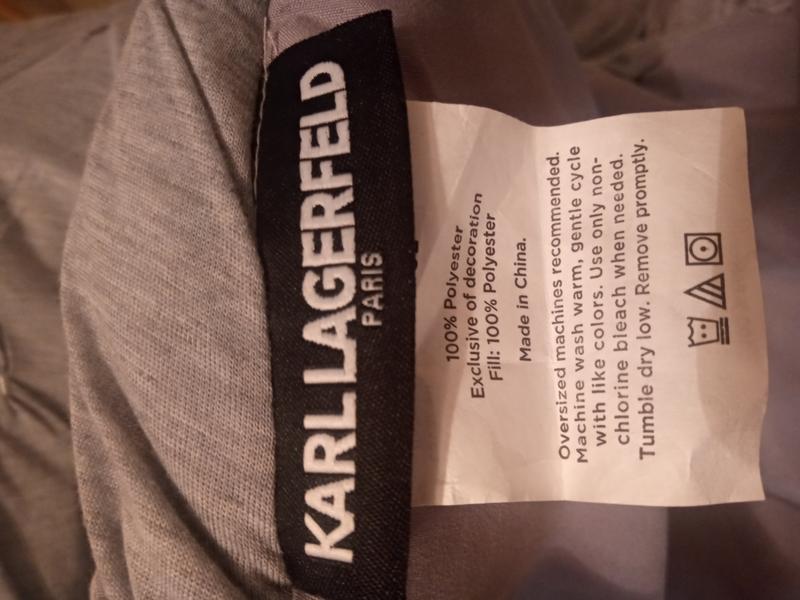 KARL LAGERFELD
PARIS
100% Polyester
Exclusive of decoration
Fill: 100% Polyester
Made in China.
Oversized machines recommended.
Machine wash warm, gentle cycle
with like colors. Use only non-
chlorine bleach when needed.
Tumble dry low. Remove promptly.